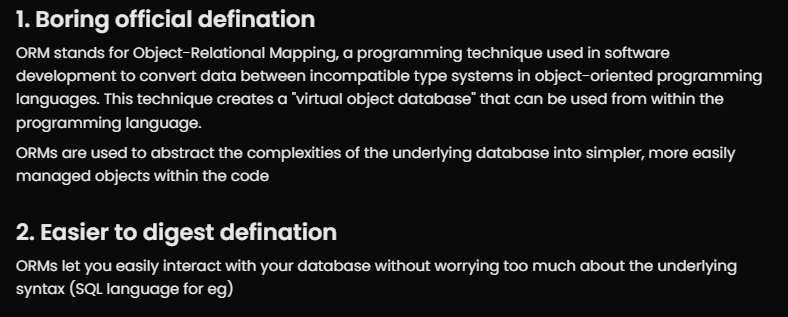 1. Boring official defination
ORM stands for Object-Relational Mapping, a programming technique used in software
development to convert data between incompatible type systems in object-oriented programming
languages. This technique creates a "virtual object database" that can be used from within the
programming language.
ORMs are used to abstract the complexities of the underlying database into simpler, more easily
managed objects within the code
2. Easier to digest defination
ORMs let you easily interact with your database without worrying too much about the underlying
syntax (SQL language for eg)